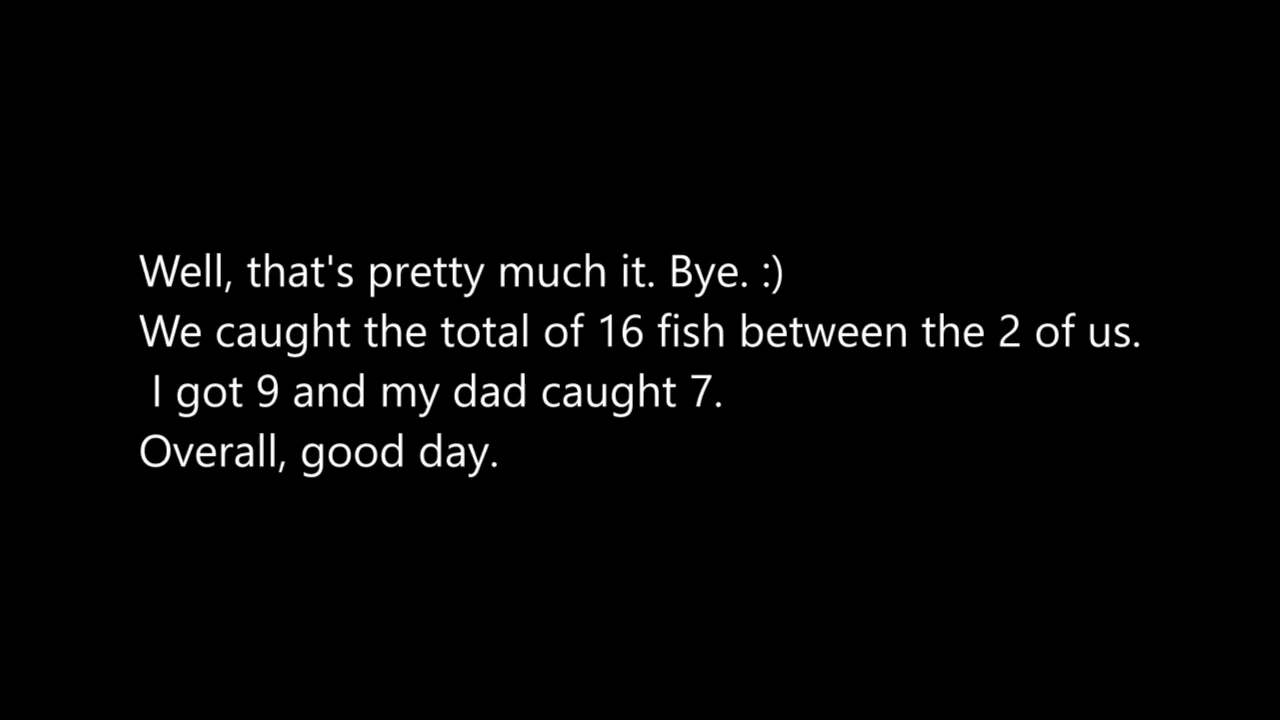 Well, that's pretty much it. Bye. :)
We caught the total of 16 fish between the 2 of us.
I got 9 and my dad caught 7.
Overall, good day.